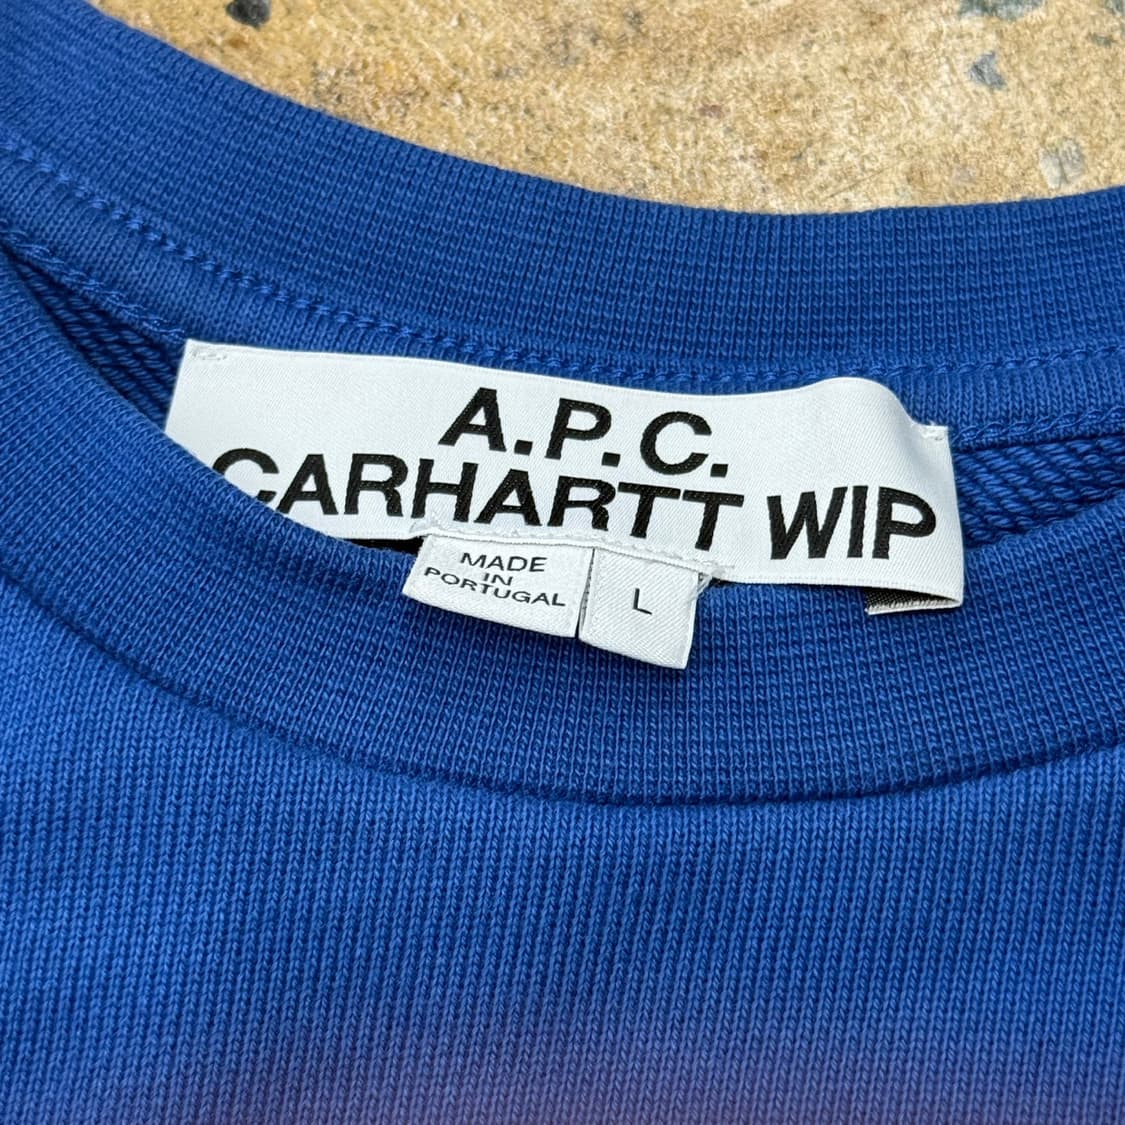 A.P.C.
CARHARTT WIP
MADE
IN
PORTUGAL
L